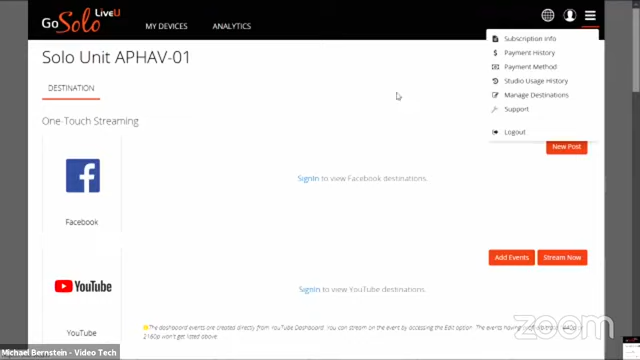 Go Solo LiveU
MY DEVICES
ANALYTICS
Subscription Info
Payment History
Payment Method
Studio Usage History
Manage Destinations
Support
Logout
Solo Unit APHAV-01
DESTINATION
One-Touch Streaming
New Post
Facebook
SignIn to view Facebook destinations.
Add Events
Stream Now
YouTube
SignIn to view YouTube destinations.
YouTube
The dashboard events are created directly from YouTube Dashboard. You can stream on the event by accessing the Edit option. The events having
2160p won't get listed above.
zoom
Michael Bernstein - Video Tech